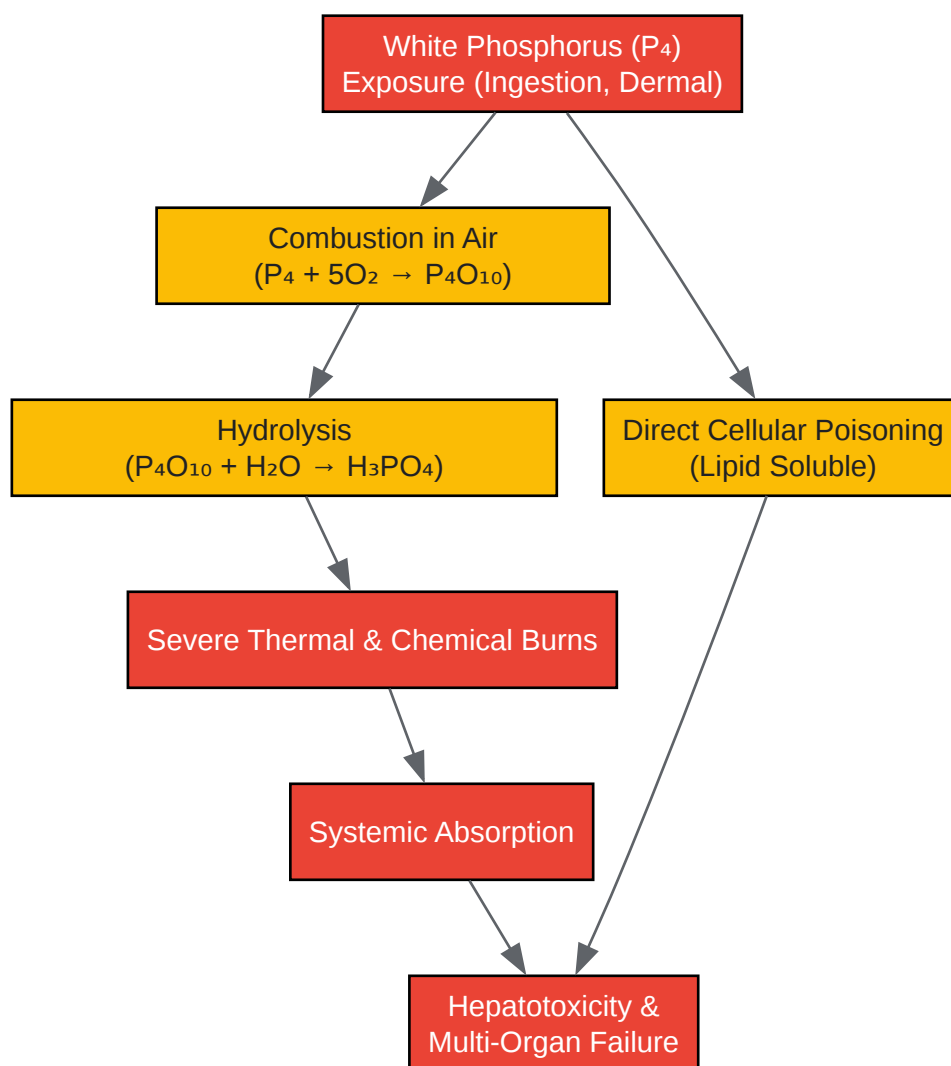 White Phosphorus (P₄)
Exposure (Ingestion, Dermal)
Combustion in Air
(P₄ + 5O₂ → P₄O₁₀)
Hydrolysis
(P₄O₁₀ + H₂O → H₃PO₄)
Direct Cellular Poisoning
(Lipid Soluble)
Severe Thermal & Chemical Burns
Systemic Absorption
Hepatotoxicity &
Multi-Organ Failure